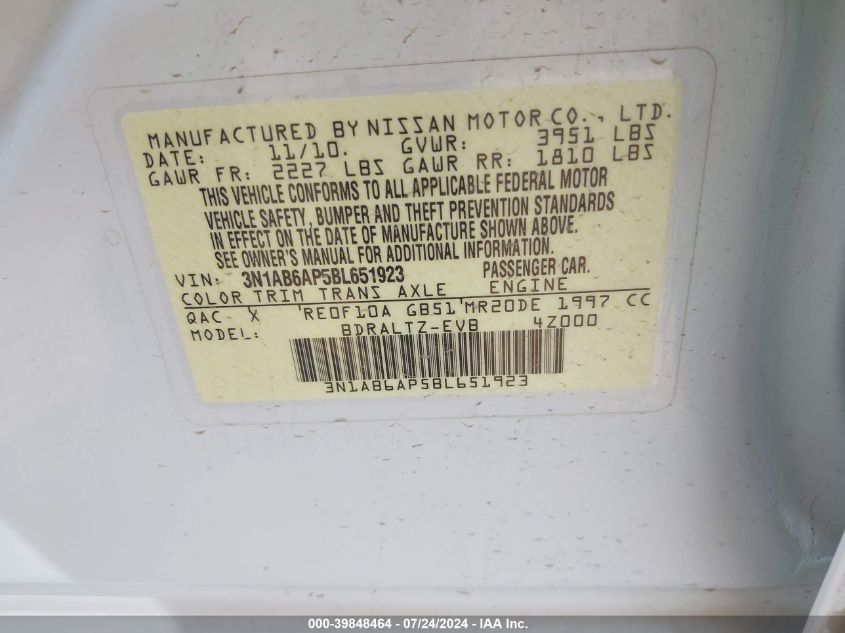 MANUFACTURED BY NISSAN MOTOR CO., LTD.
DATE: 11/10. GVWR: 3951 LBS
GAWR FR: 2227 LBS GAWR RR: 1810 LBS
THIS VEHICLE CONFORMS TO ALL APPLICABLE FEDERAL MOTOR
VEHICLE SAFETY, BUMPER AND THEFT PREVENTION STANDARDS
IN EFFECT ON THE DATE OF MANUFACTURE SHOWN ABOVE.
SEE OWNER'S MANUAL FOR ADDITIONAL INFORMATION.
VIN: 3N1AB6AP5BL651923 PASSENGER CAR.
COLOR TRIM TRANS AXLE ENGINE
QAC- X RE0F10A GB51 MR20DE 1997 CC
MODEL: BDRALTZ-EVB 4Z000
3N1AB6AP5BL651923
000-39848464 / 07/24/2024 - IAA Inc.